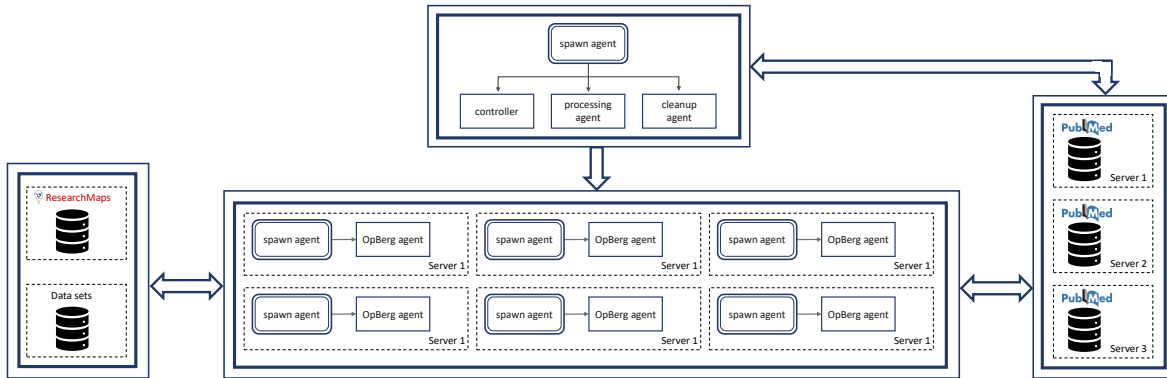 spawn agent
controller
processing
agent
cleanup
agent
ResearchMaps
Data sets
spawn agent
OpBerg agent
Server 1
spawn agent
OpBerg agent
Server 1
spawn agent
OpBerg agent
Server 1
spawn agent
OpBerg agent
Server 1
spawn agent
OpBerg agent
Server 1
spawn agent
OpBerg agent
Server 1
PubMed
Server 1
PubMed
Server 2
PubMed
Server 3